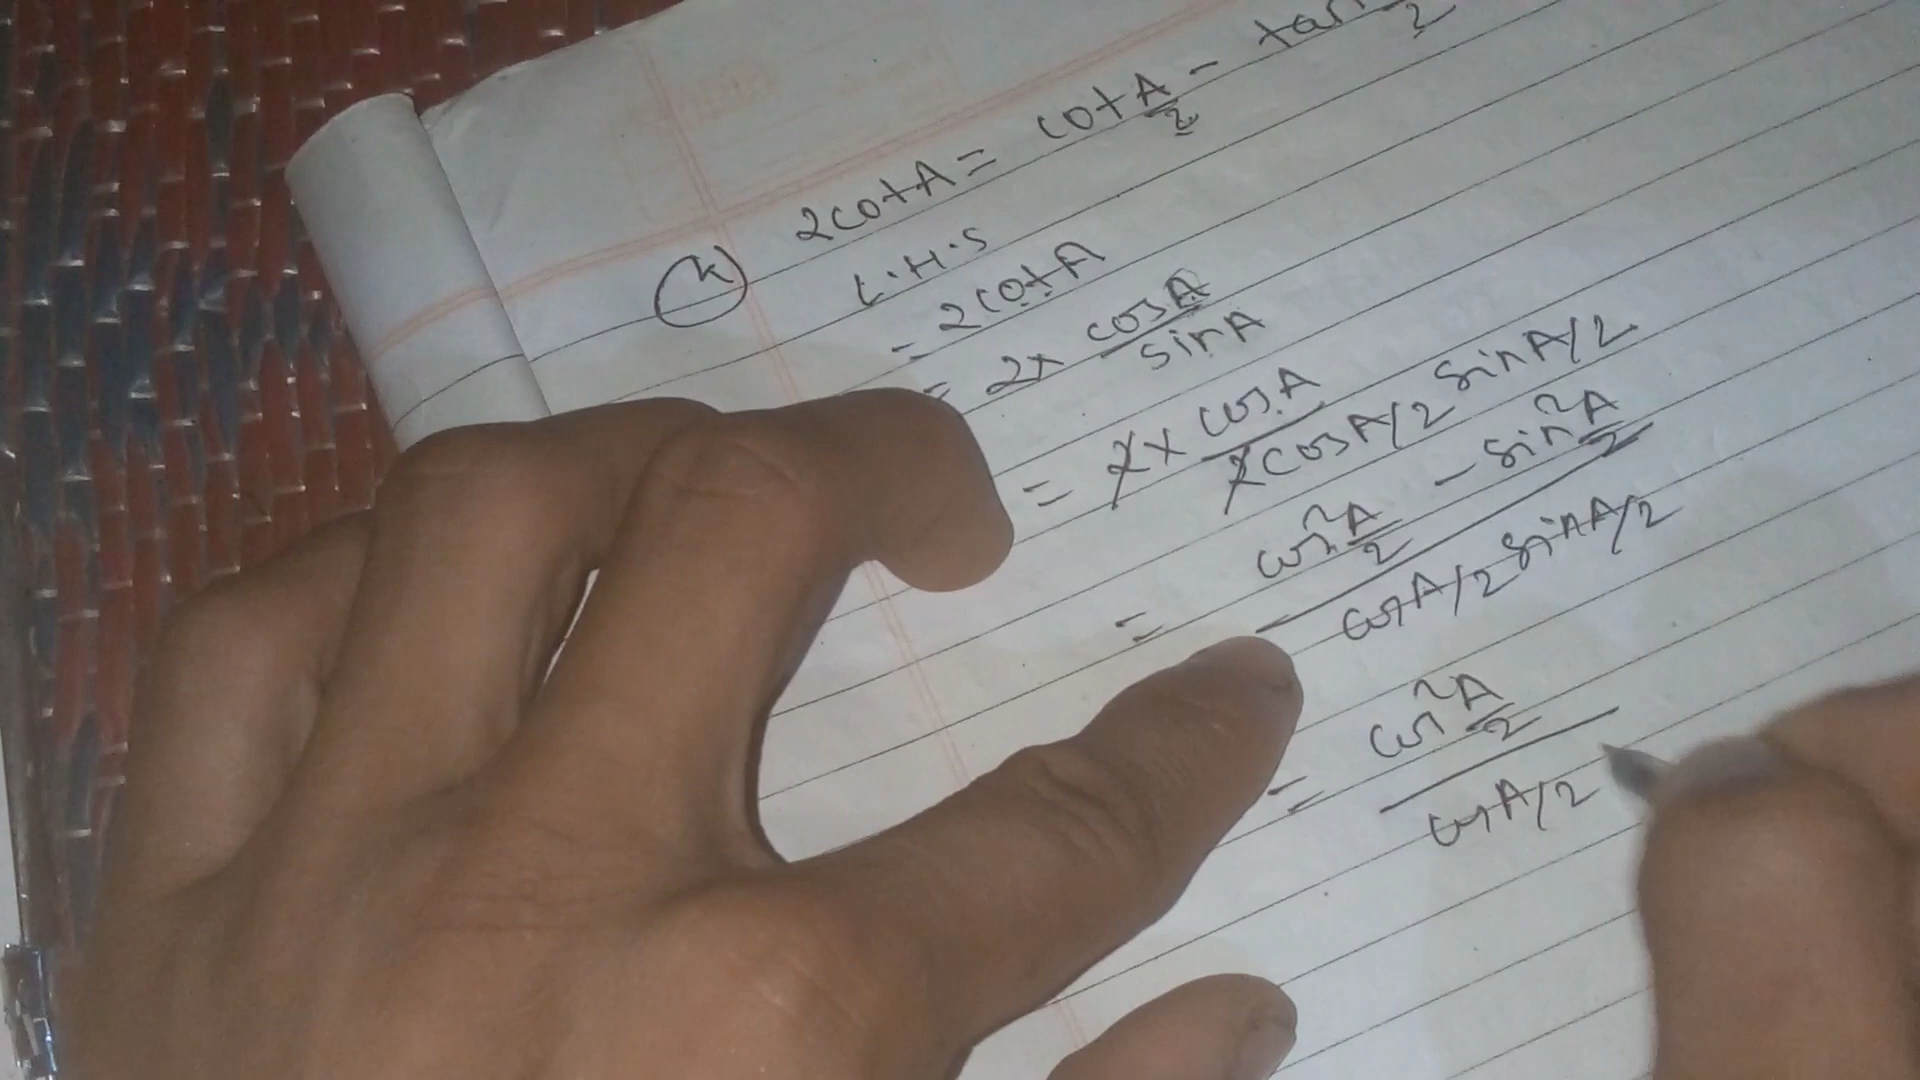 k 2cotA = cot A/2 - tan /2
L.H.S
= 2cotA
= 2x cosA/sinA
= 2x cosA/2cosA/2 sinA/2
= cos²A/2 - sin²A/2 / cosA/2 sinA/2
= cos²A/2 / cosA/2